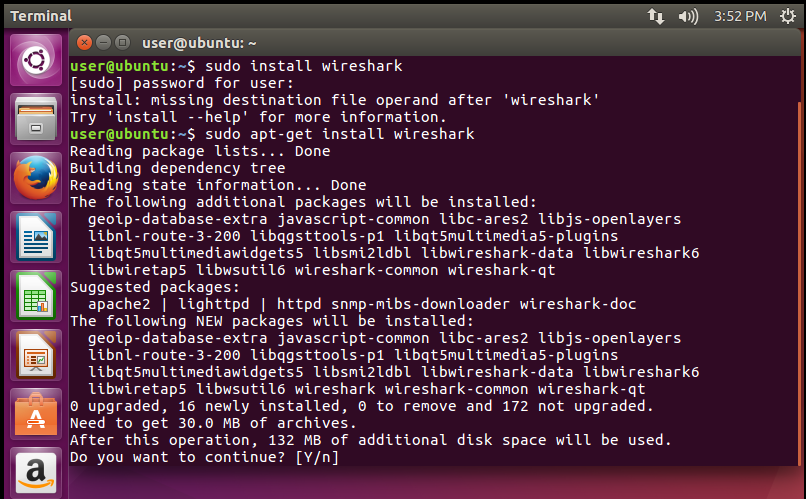 Terminal
3:52 PM
user@ubuntu: ~
user@ubuntu:~$ sudo install wireshark
[sudo] password for user:
install: missing destination file operand after 'wireshark'
Try 'install --help' for more information.
user@ubuntu:~$ sudo apt-get install wireshark
Reading package lists... Done
Building dependency tree
Reading state information... Done
The following additional packages will be installed:
  geoip-database-extra javascript-common libc-ares2 libjs-openlayers
  libnl-route-3-200 libqgsttools-p1 libqt5multimedia5-plugins
  libqt5multimediawidgets5 libsmi2ldbl libwireshark-data libwireshark6
  libwiretap5 libwsutil6 wireshark-common wireshark-qt
Suggested packages:
  apache2 | lighttpd | httpd snmp-mibs-downloader wireshark-doc
The following NEW packages will be installed:
  geoip-database-extra javascript-common libc-ares2 libjs-openlayers
  libnl-route-3-200 libqgsttools-p1 libqt5multimedia5-plugins
  libqt5multimediawidgets5 libsmi2ldbl libwireshark-data libwireshark6
  libwiretap5 libwsutil6 wireshark wireshark-common wireshark-qt
0 upgraded, 16 newly installed, 0 to remove and 172 not upgraded.
Need to get 30.0 MB of archives.
After this operation, 132 MB of additional disk space will be used.
Do you want to continue? [Y/n]